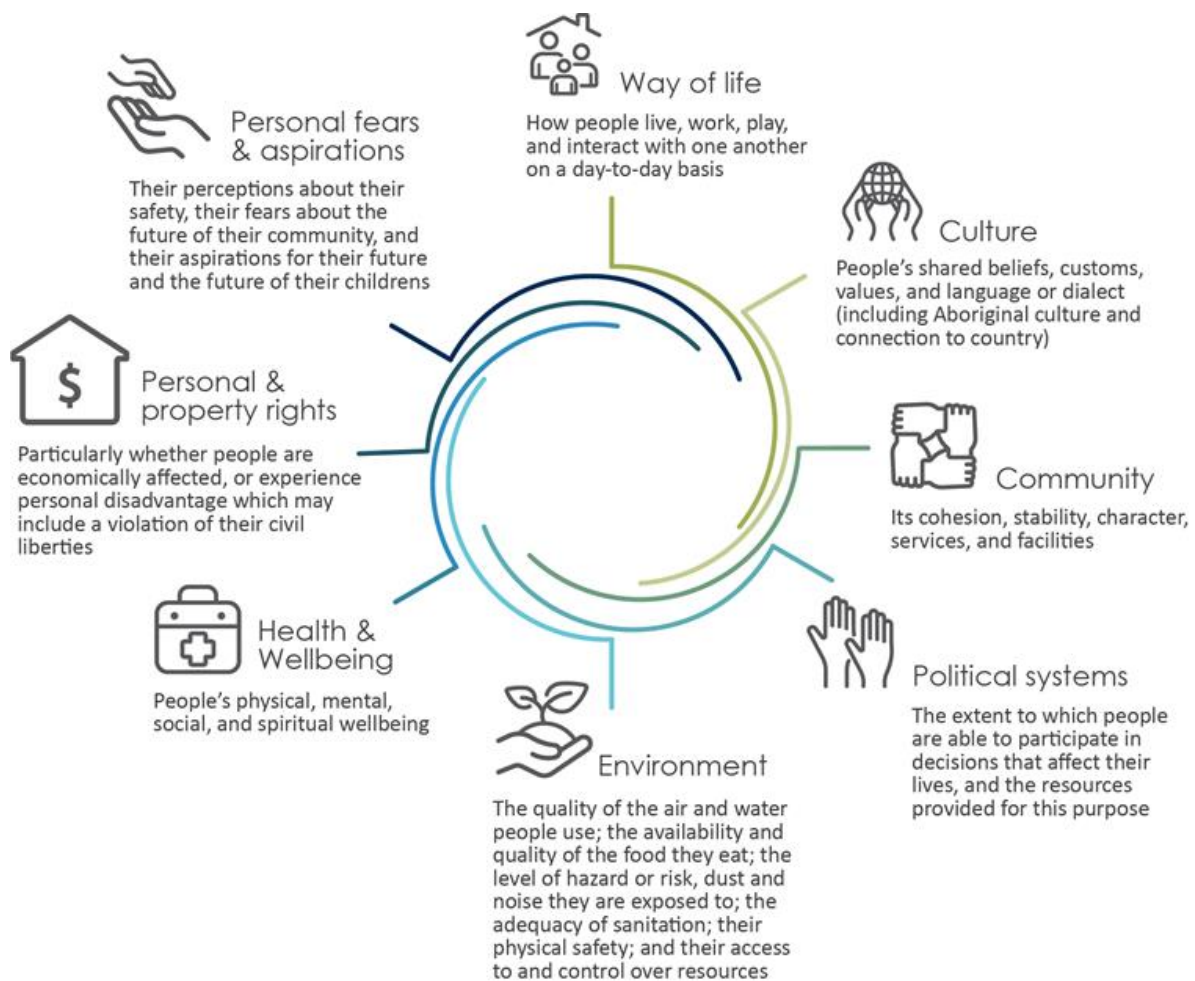 Way of life
How people live, work, play,
and interact with one another
on a day-to-day basis
Culture
People's shared beliefs, customs,
values, and language or dialect
(including Aboriginal culture and
connection to country)
Community
Its cohesion, stability, character,
services, and facilities
Political systems
The extent to which people
are able to participate in
decisions that affect their
lives, and the resources
provided for this purpose
Environment
The quality of the air and water
people use; the availability and
quality of the food they eat; the
level of hazard or risk, dust and
noise they are exposed to; the
adequacy of sanitation; their
physical safety; and their access
to and control over resources
Health &
Wellbeing
People's physical, mental,
social, and spiritual wellbeing
$
Personal &
property rights
Particularly whether people are
economically affected, or experience
personal disadvantage which may
include a violation of their civil
liberties
Personal fears
& aspirations
Their perceptions about their
safety, their fears about the
future of their community, and
their aspirations for their future
and the future of their childrens